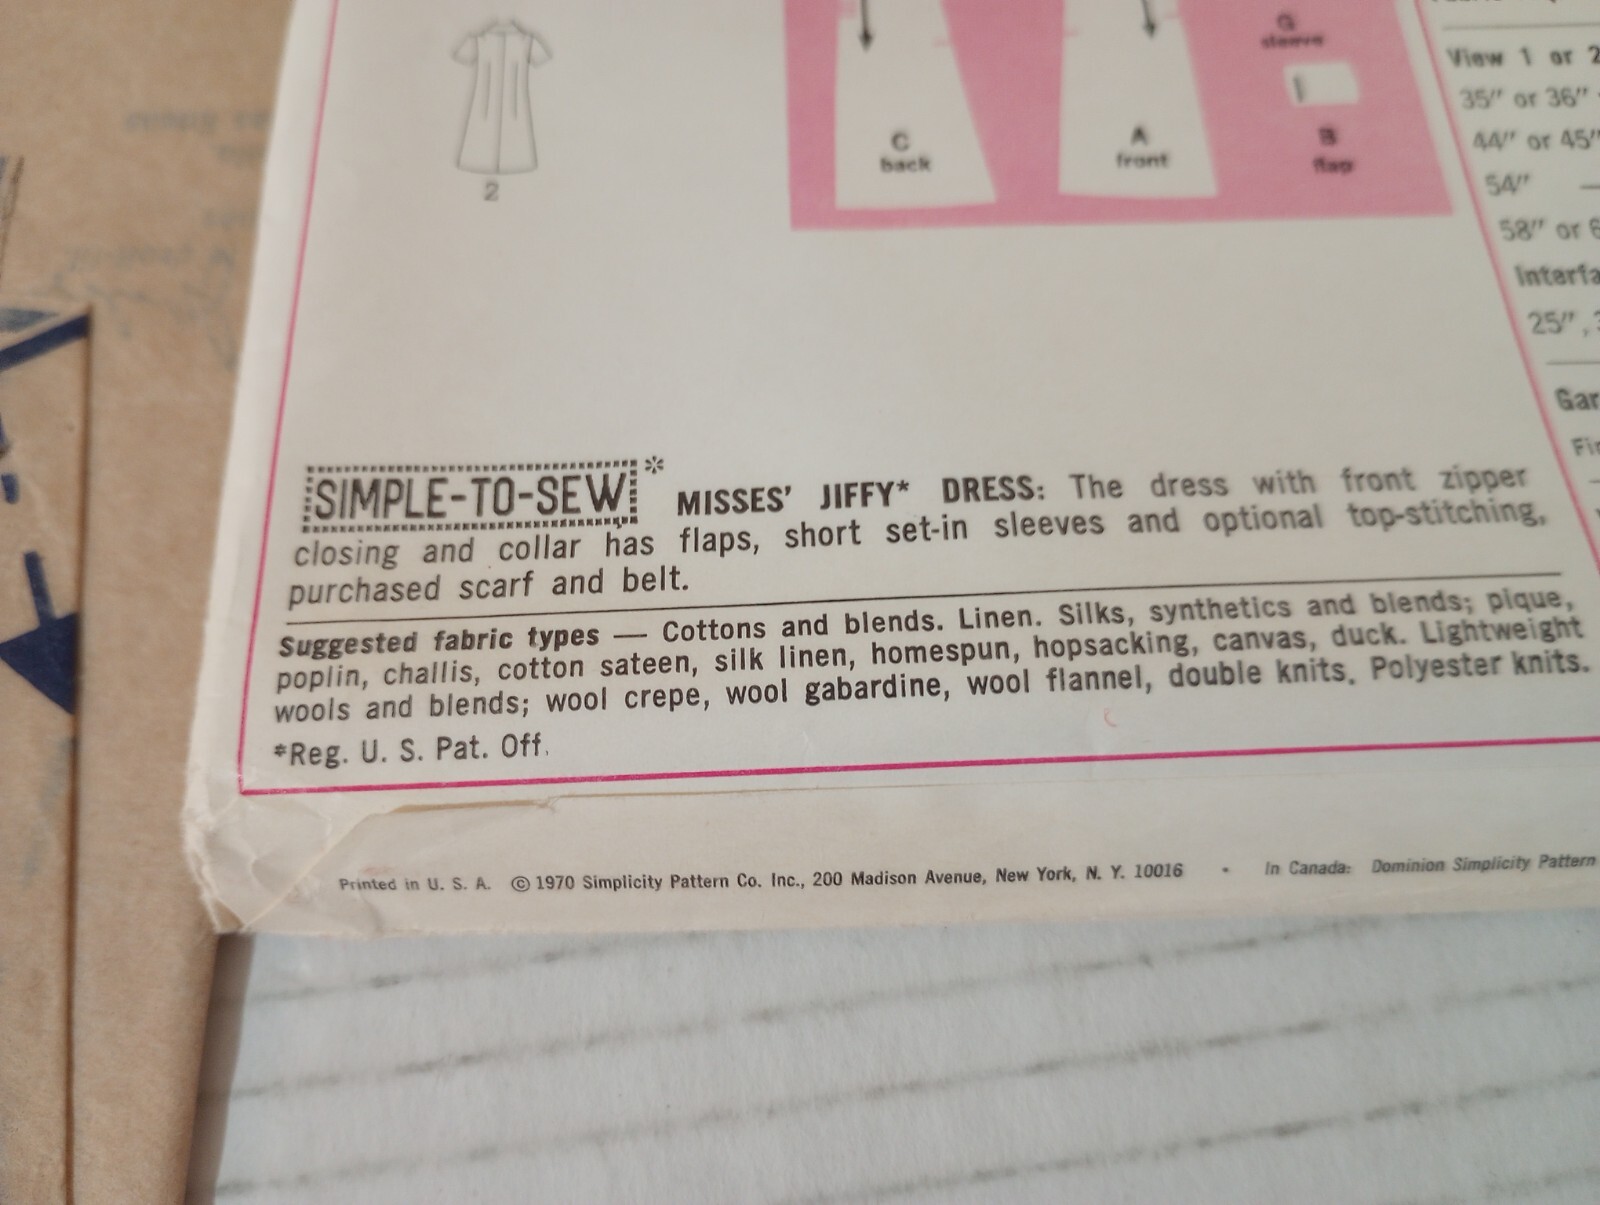 G
sleeve
C
back
A
front
B
flap
2
View 1 or 2
35" or 36"
44" or 45"
54" —
58" or
25",
SIMPLE-TO-SEW* MISSES' JIFFY* DRESS: The dress with front zipper
closing and collar has flaps, short set-in sleeves and optional top-stitching,
purchased scarf and belt.
Suggested fabric types — Cottons and blends. Linen. Silks, synthetics and blends; pique,
poplin, challis, cotton sateen, silk linen, homespun, hopsacking, canvas, duck. Lightweight
wools and blends; wool crepe, wool gabardine, wool flannel, double knits. Polyester knits.
*Reg. U. S. Pat. Off.
Printed in U. S. A. © 1970 Simplicity Pattern Co. Inc., 200 Madison Avenue, New York, N. Y. 10016 • In Canada: Dominion Simplicity Pattern